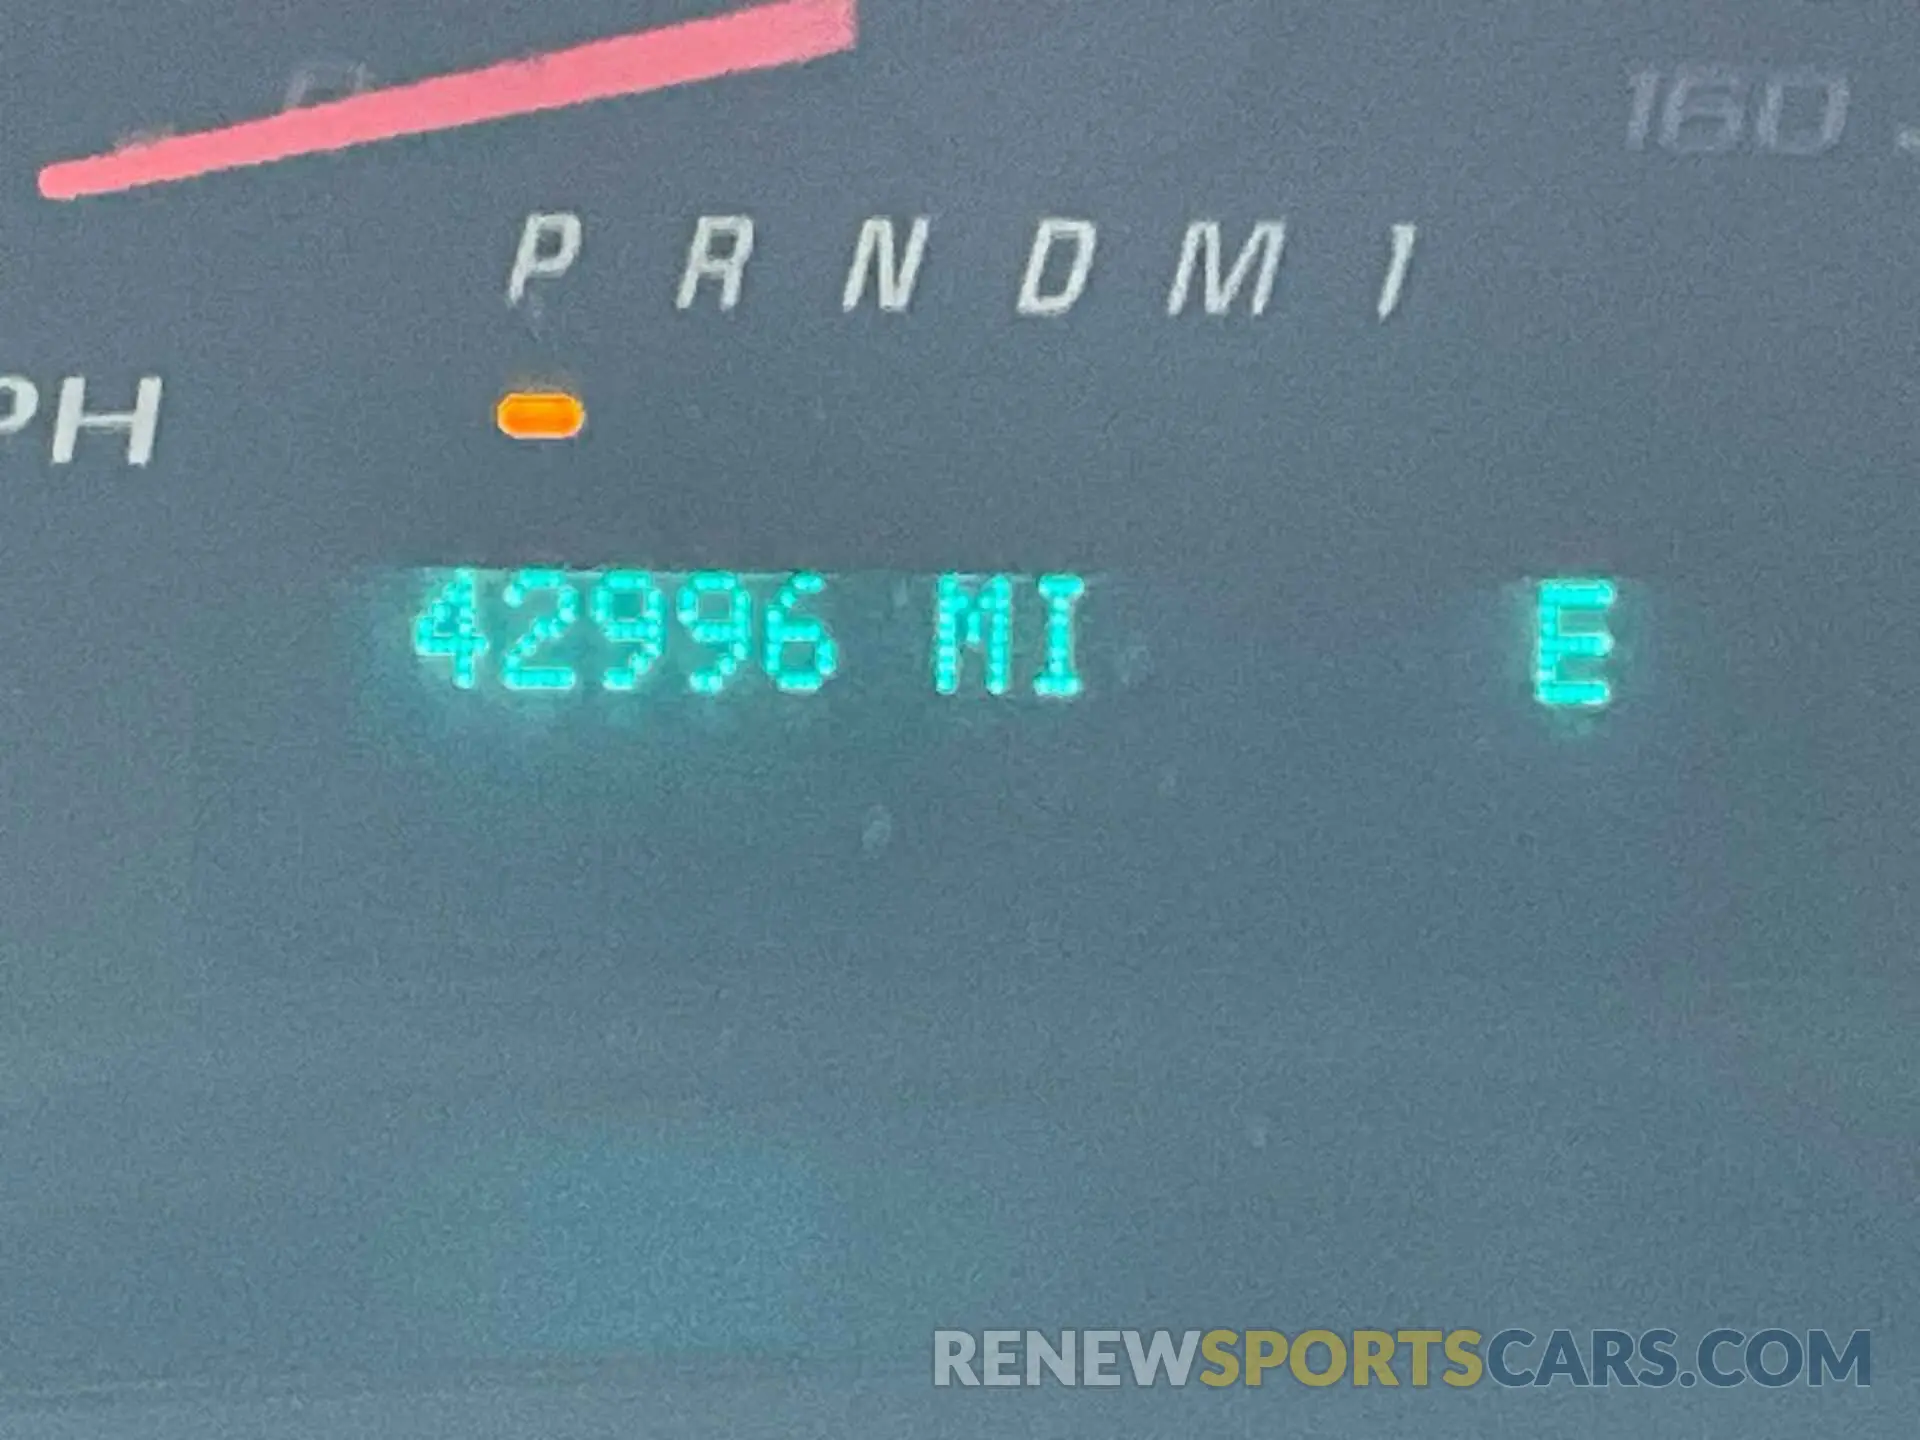 160
P R N D M 1
PH
42996 MI E
RENEWSPORTSCARS.COM